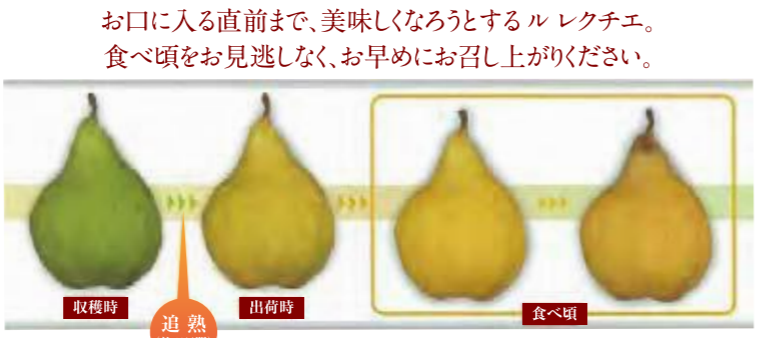 お口に入る直前まで、美味しくなろうとする ル レクチエ。
食べ頃をお見逃しなく、お早めにお召し上がりください。
収穫時
出荷時
食べ頃
追熟